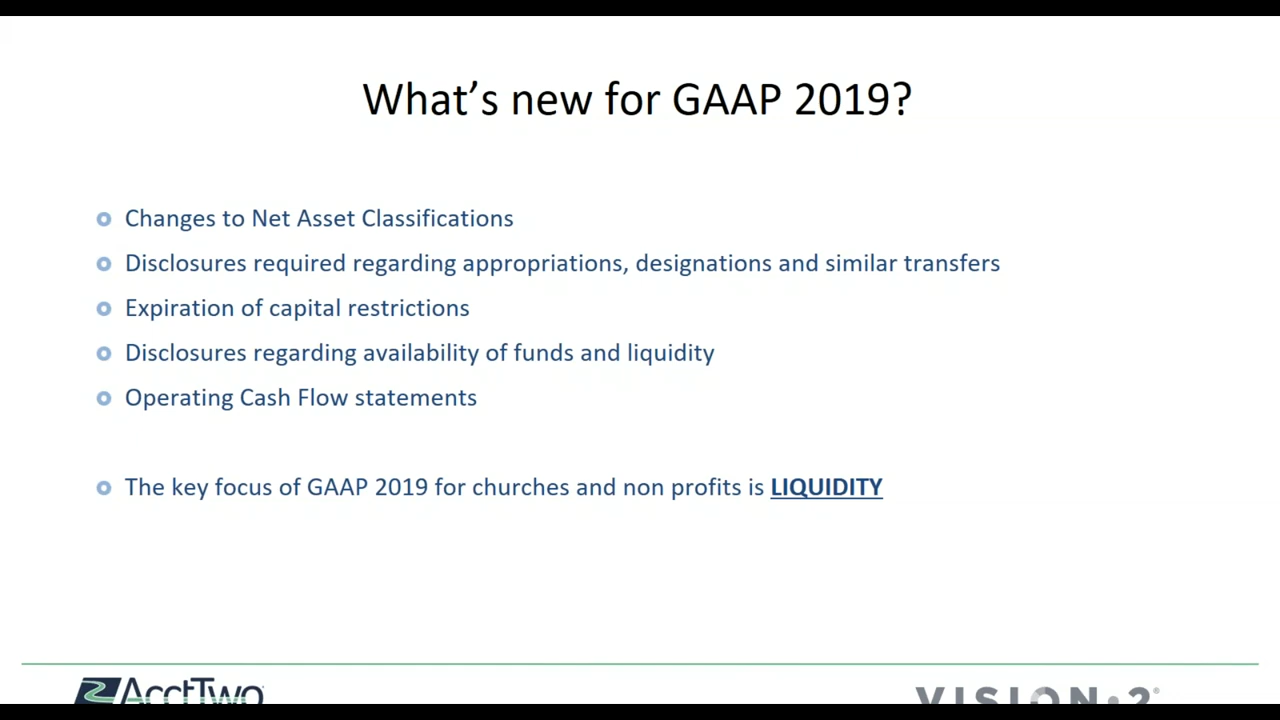 What's new for GAAP 2019?
Changes to Net Asset Classifications
Disclosures required regarding appropriations, designations and similar transfers
Expiration of capital restrictions
Disclosures regarding availability of funds and liquidity
Operating Cash Flow statements
The key focus of GAAP 2019 for churches and non profits is LIQUIDITY
AcctTwo
VISION·2®